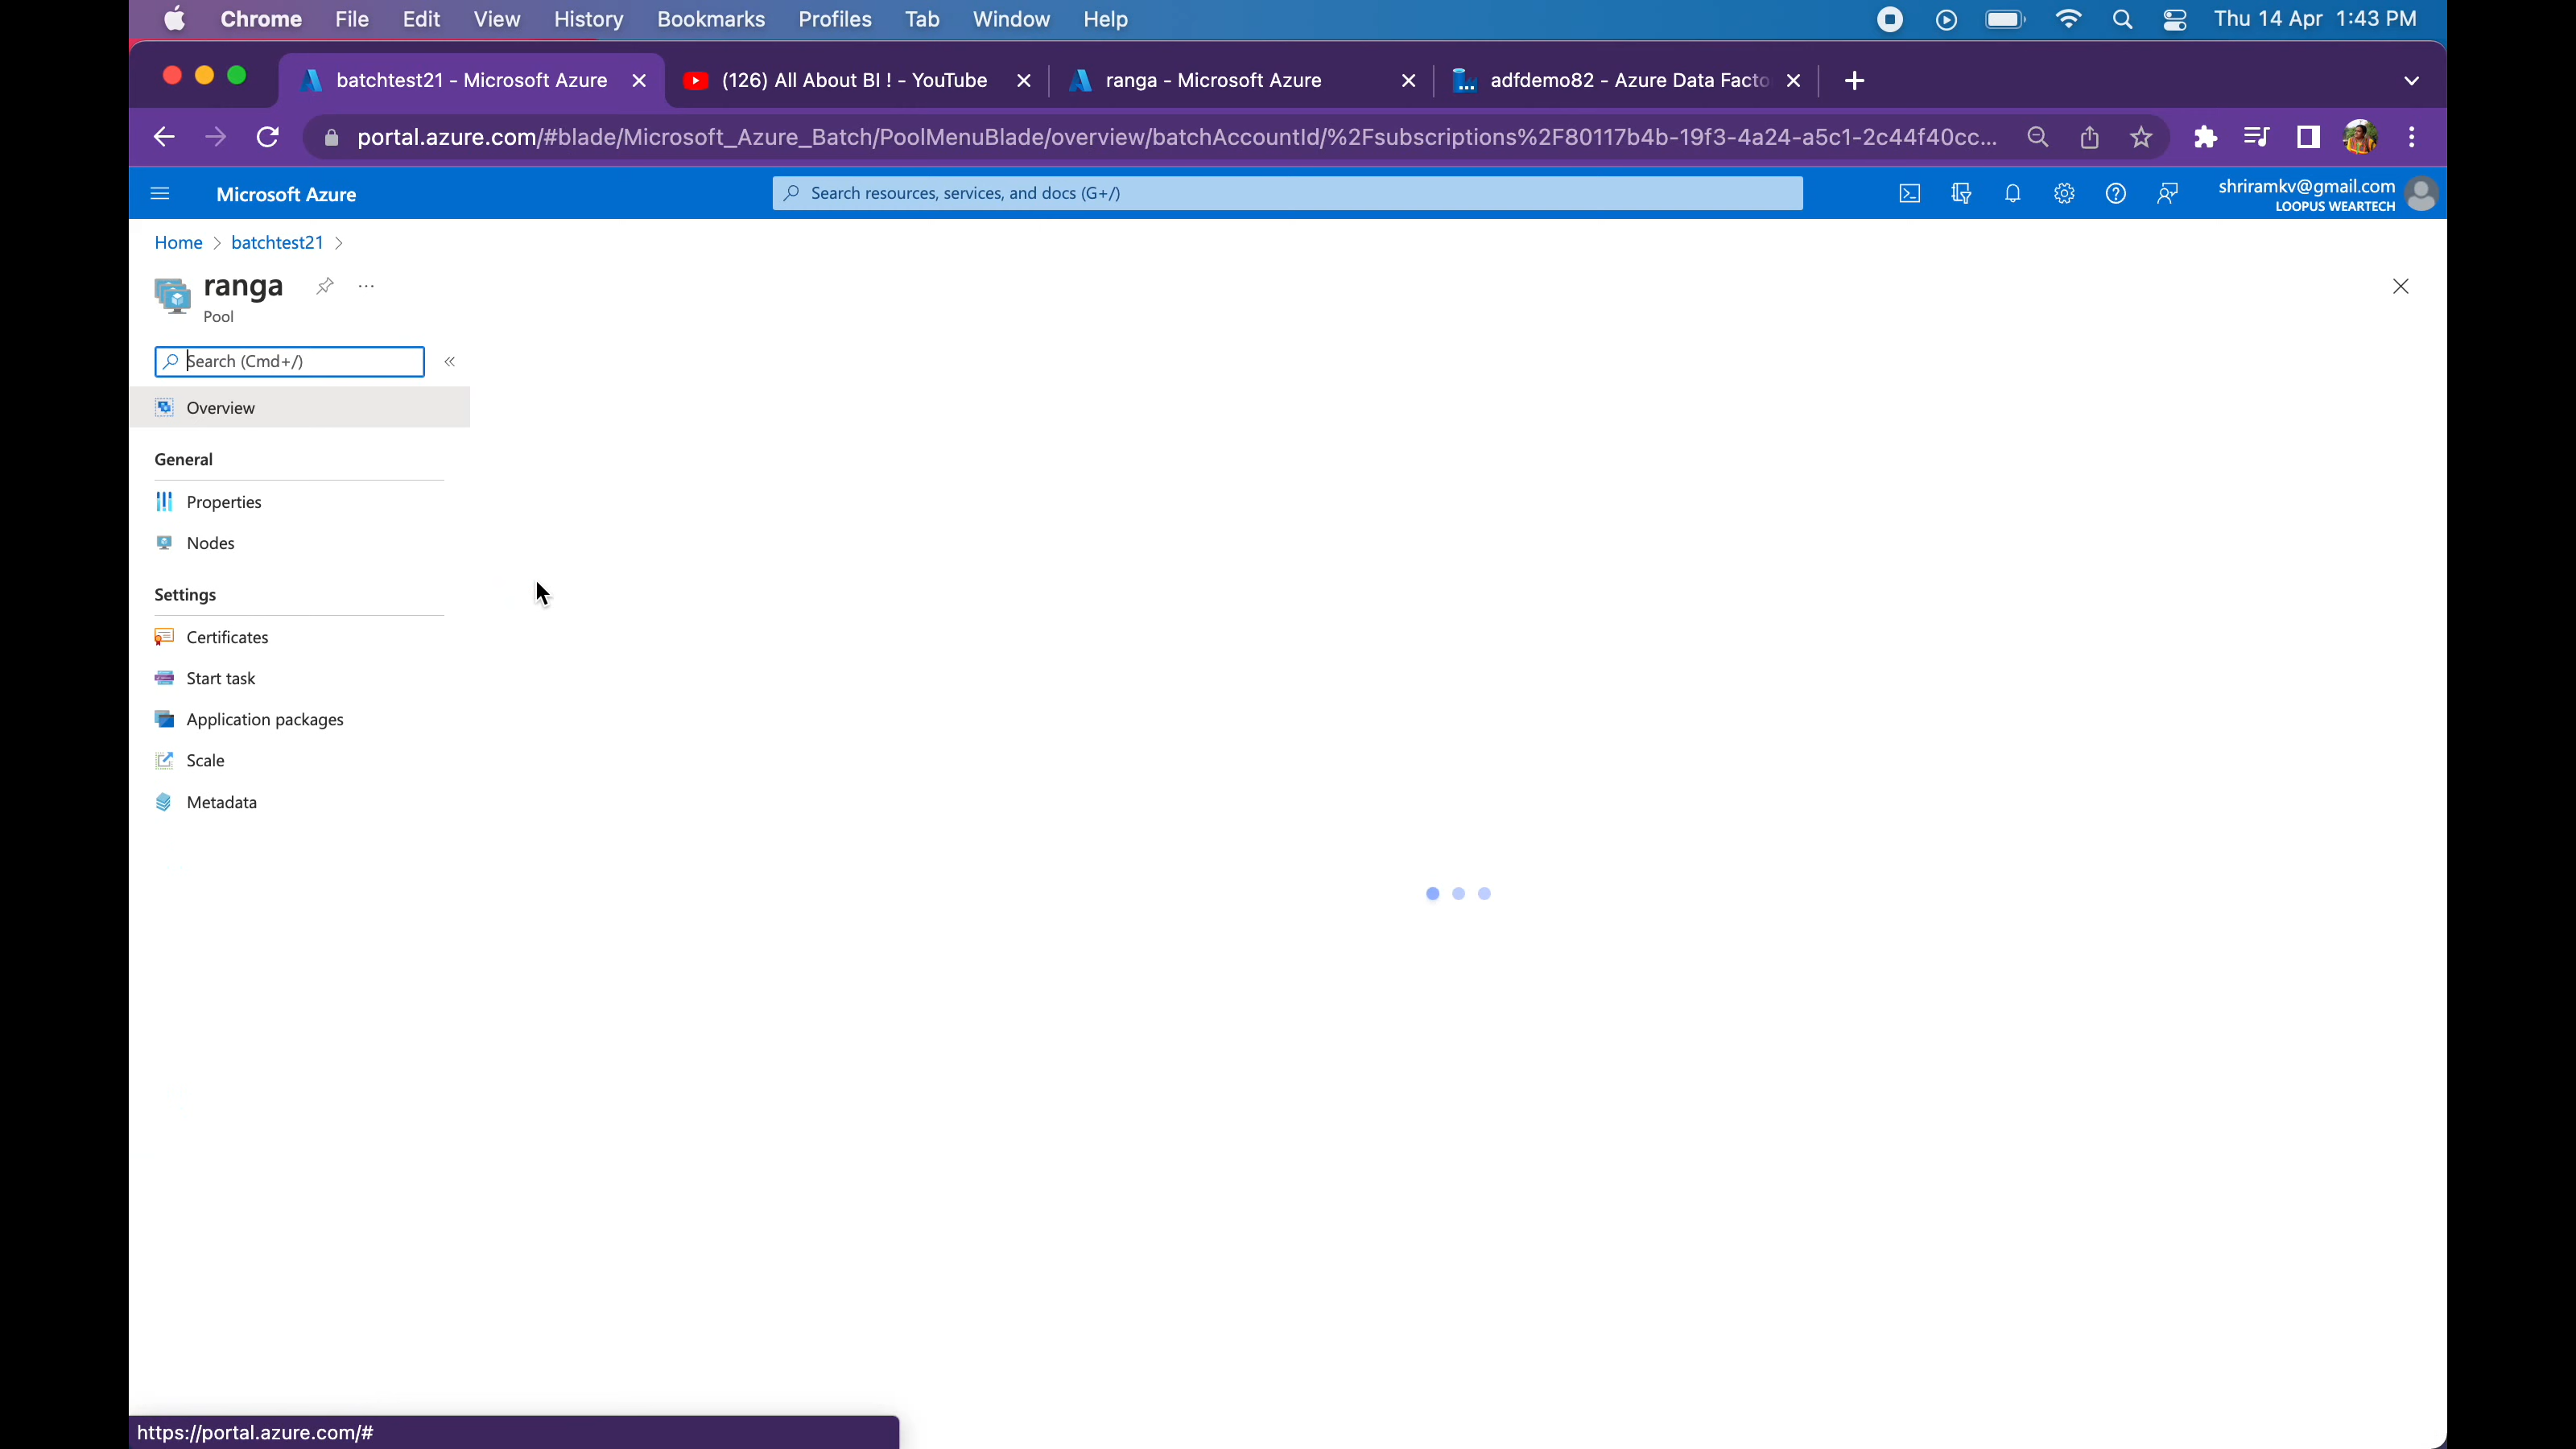 Chrome File Edit View History Bookmarks Profiles Tab Window Help Thu 14 Apr 1:43 PM
batchtest21 - Microsoft Azure (126) All About BI ! - YouTube ranga - Microsoft Azure adfdemo82 - Azure Data Facto
portal.azure.com/#blade/Microsoft_Azure_Batch/PoolMenuBlade/overview/batchAccountId/%2Fsubscriptions%2F80117b4b-19f3-4a24-a5c1-2c44f40cc...
Microsoft Azure Search resources, services, and docs (G+/) shriramkv@gmail.com
LOOPUS WEARTECH
Home > batchtest21 >
ranga ...
Pool
Search (Cmd+/) «
Overview
General
Properties
Nodes
Settings
Certificates
Start task
Application packages
Scale
Metadata
https://portal.azure.com/#